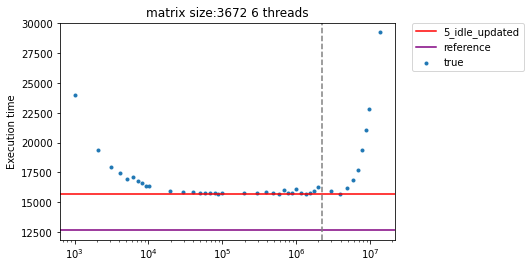 matrix size:3672 6 threads
Execution time
30000
27500
25000
22500
20000
17500
15000
12500
10³
10⁴
10⁵
10⁶
10⁷
5_idle_updated
reference
true